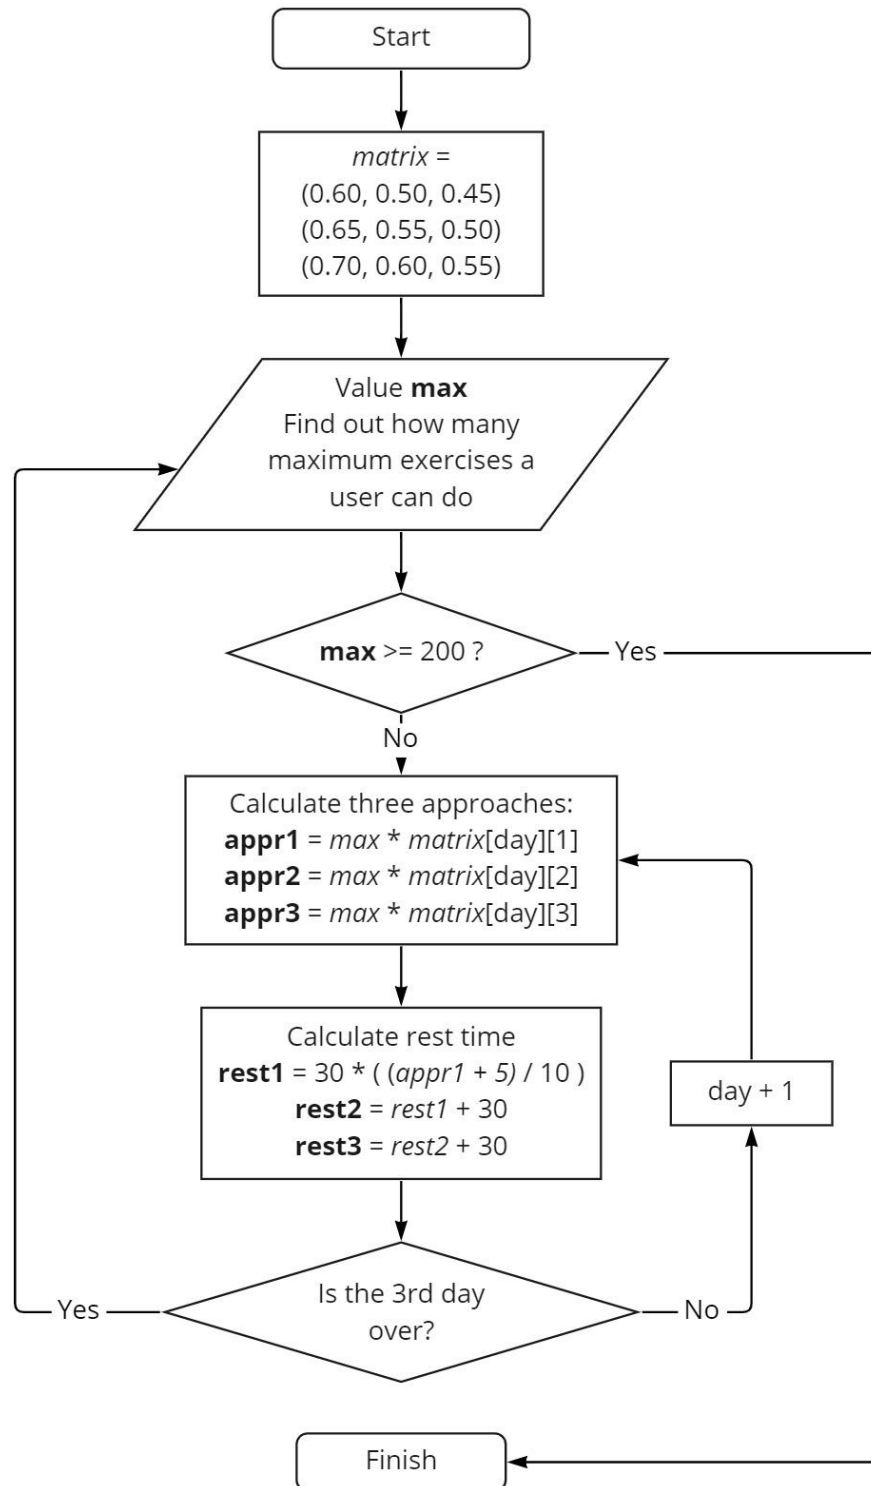 Start
matrix =
(0.60, 0.50, 0.45)
(0.65, 0.55, 0.50)
(0.70, 0.60, 0.55)
Value max
Find out how many
maximum exercises a
user can do
max >= 200 ?
Yes
No
Calculate three approaches:
appr1 = max * matrix[day][1]
appr2 = max * matrix[day][2]
appr3 = max * matrix[day][3]
Calculate rest time
rest1 = 30 * ( (appr1 + 5) / 10 )
rest2 = rest1 + 30
rest3 = rest2 + 30
day + 1
Is the 3rd day
over?
Yes
No
Finish